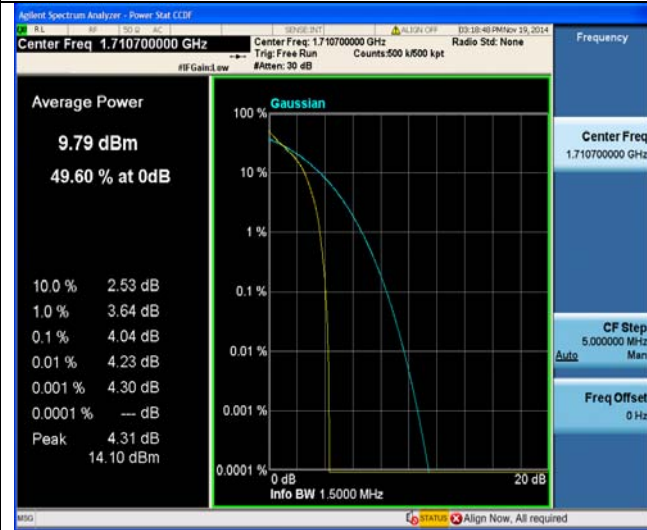 Agilent Spectrum Analyzer - Power Stat CCDF
RL RF 50 Ω AC SENSE:INT ALIGN OFF 03:18:48 PM Nov 19, 2014
Center Freq 1.710700000 GHz
Center Freq: 1.710700000 GHz Radio Std: None
Trig: Free Run Counts:500 k/500 kpt
#IFGain:Low #Atten: 30 dB
Frequency
Average Power
9.79 dBm
49.60 % at 0dB
10.0 % 2.53 dB
1.0 % 3.64 dB
0.1 % 4.04 dB
0.01 % 4.23 dB
0.001 % 4.30 dB
0.0001 % --- dB
Peak 4.31 dB
14.10 dBm
Gaussian
100 %
10 %
1 %
0.1 %
0.01 %
0.001 %
0.0001 %
0 dB 20 dB
Info BW 1.5000 MHz
Center Freq
1.710700000 GHz
CF Step
5.000000 MHz
Auto Man
Freq Offset
0 Hz
MSG STATUS Align Now, All required